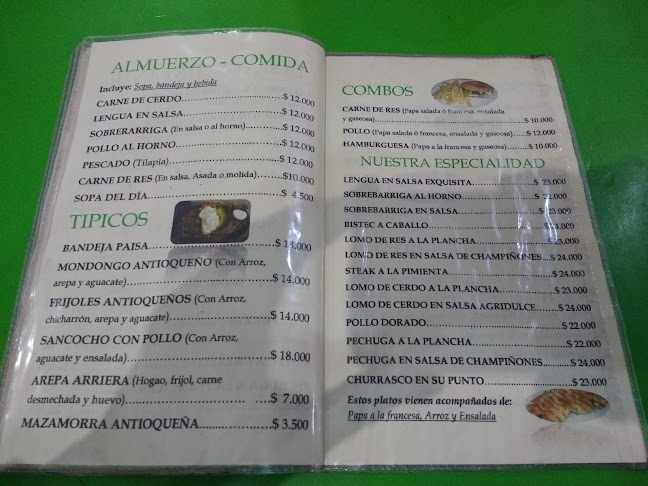 ALMUERZO - COMIDA
Incluye: Sopa, bandeja y bebida
CARNE DE CERDO..................$ 12.000
LENGUA EN SALSA..................$ 12.000
SOBREBARRIGA (En salsa o al horno)..........$ 12.000
POLLO AL HORNO..................$ 12.000
PESCADO (Tilapia)..................$ 12.000
CARNE DE RES (En salsa, Asada o molida).......$10.000
SOPA DEL DÍA..................$ 4.500
TIPICOS
BANDEJA PAISA..................$
MONDONGO ANTIOQUEÑO (Con Arroz,
arepa y aguacate)..................$ 14.000
FRIJOLES ANTIOQUEÑOS (Con Arroz,
chicharrón, arepa y aguacate)..................$ 14.000
SANCOCHO CON POLLO (Con Arroz,
aguacate y ensalada)..................$ 18.000
AREPA ARRIERA (Hogao, frijol, carne
desmechada y huevo)..................$ 7.000
MAZAMORRA ANTIOQUEÑA..................$ 3.500
COMBOS
CARNE DE RES (Papa salada ó francesa, ensalada
y gaseosa)..................$ 10.000
POLLO (Papa salada ó francesa, ensalada y gaseosa).....$ 12.000
HAMBURGUESA (Papa a la francesa y gaseosa)..........$ 10.000
NUESTRA ESPECIALIDAD
LENGUA EN SALSA EXQUISITA..................$ 23.000
SOBREBARRIGA AL HORNO..................$
SOBREBARRIGA EN SALSA..................$ 23.000
BISTEC A CABALLO..................$
LOMO DE RES A LA PLANCHA..................$ 23.000
LOMO DE RES EN SALSA DE CHAMPIÑONES...$ 24.000
STEAK A LA PIMIENTA..................$ 24.000
LOMO DE CERDO A LA PLANCHA..................$ 23.000
LOMO DE CERDO EN SALSA AGRIDULCE.......$ 24.000
POLLO DORADO..................$ 22.000
PECHUGA A LA PLANCHA..................$ 22.000
PECHUGA EN SALSA DE CHAMPIÑONES.......$ 24.000
CHURRASCO EN SU PUNTO..................$ 23.000
Estos platos vienen acompañados de:
Papa a la francesa, Arroz y Ensalada